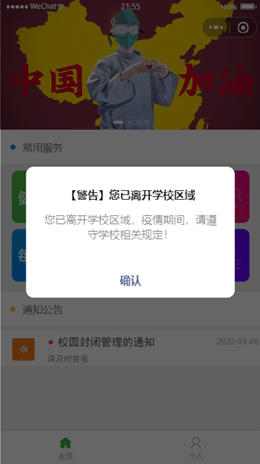 WeChat
21:55
100%
中国 加油
常用服务
健
每
【警告】您已离开学校区域
您已离开学校区域，疫情期间，请遵
守学校相关规定！
确认
通知公告
校园封闭管理的通知 2022-04-08
请及时查看
主页 个人